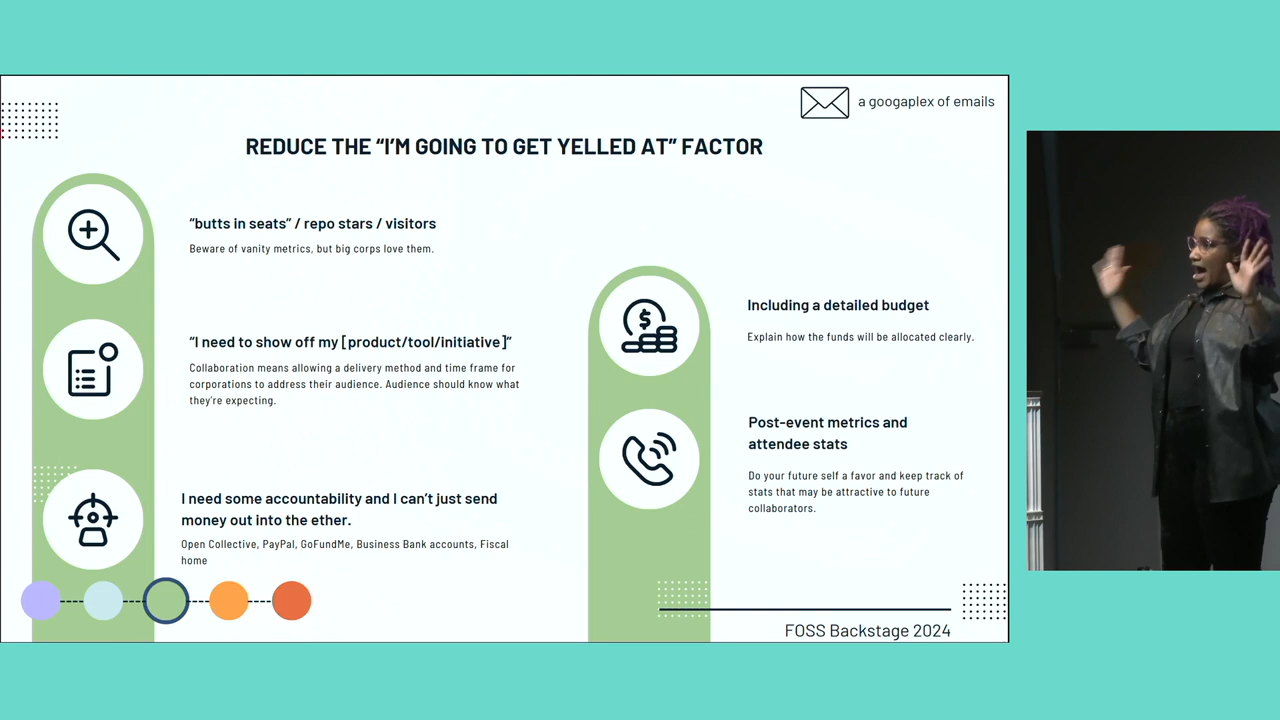 a googaplex of emails
REDUCE THE “I’M GOING TO GET YELLED AT” FACTOR
“butts in seats” / repo stars / visitors
Beware of vanity metrics, but big corps love them.
“I need to show off my [product/tool/initiative]”
Collaboration means allowing a delivery method and time frame for
corporations to address their audience. Audience should know what
they're expecting.
I need some accountability and I can’t just send
money out into the ether.
Open Collective, PayPal, GoFundMe, Business Bank accounts, Fiscal
home
Including a detailed budget
Explain how the funds will be allocated clearly.
Post-event metrics and
attendee stats
Do your future self a favor and keep track of
stats that may be attractive to future
collaborators.
FOSS Backstage 2024